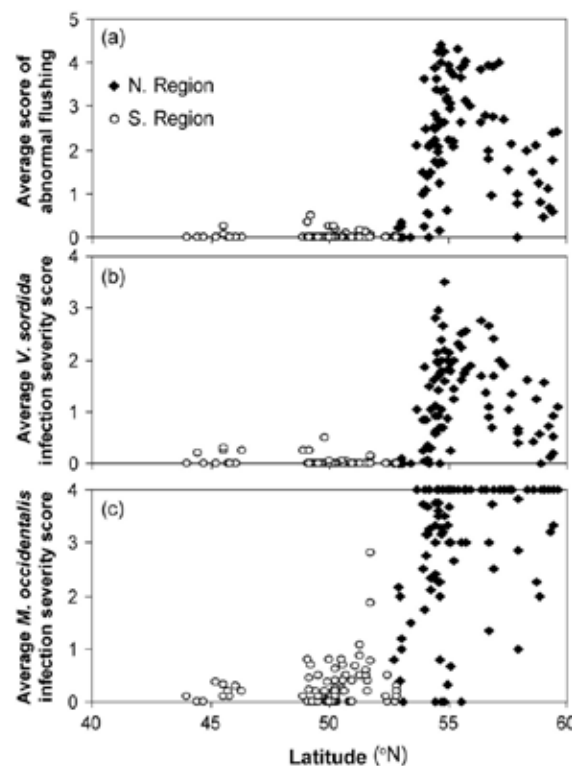 (a)
N. Region
S. Region
Average score of
abnormal flushing
5
4
3
2
1
0
(b)
Average V. sordida
infection severity score
4
3
2
1
0
(c)
Average M. occidentalis
infection severity score
4
3
2
1
0
40 45 50 55 60
Latitude (°N)